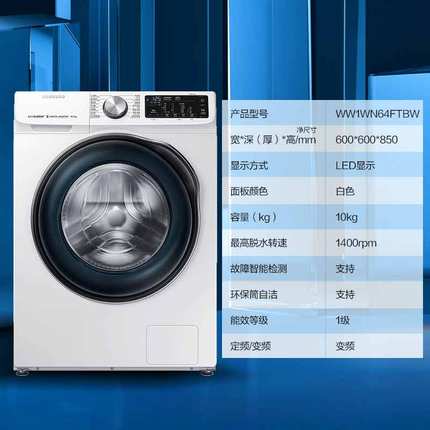 SAMSUNG
产品型号 WW1WN64FTBW
净尺寸
宽*深（厚）*高/mm 600*600*850
显示方式 LED显示
面板颜色 白色
容量（kg） 10kg
最高脱水转速 1400rpm
故障智能检测 支持
环保筒自洁 支持
能效等级 1级
定频/变频 变频